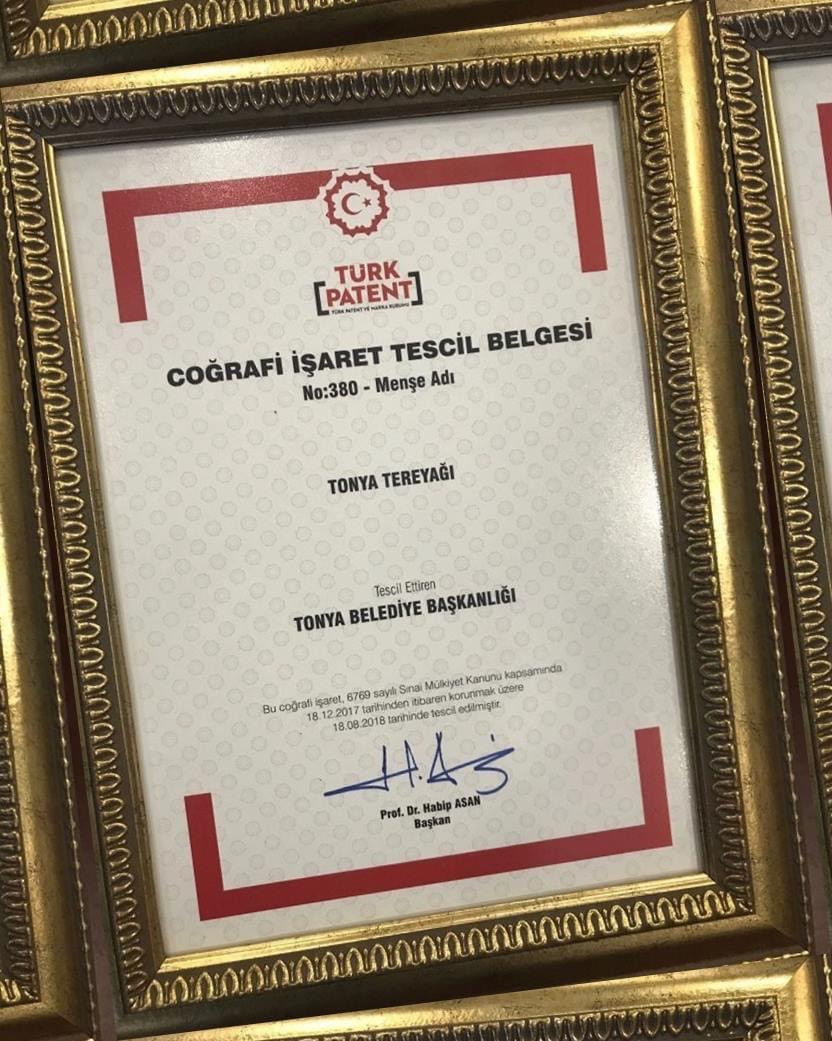 TÜRK
PATENT
TÜRK PATENT VE MARKA KURUMU
COĞRAFİ İŞARET TESCİL BELGESİ
No:380 - Menşe Adı
TONYA TEREYAĞI
Tescil Ettiren
TONYA BELEDİYE BAŞKANLIĞI
Bu coğrafi işaret, 6769 sayılı Sınai Mülkiyet Kanunu kapsamında
18.12.2017 tarihinden itibaren korunmak üzere
18.08.2018 tarihinde tescil edilmiştir.
Prof. Dr. Habip ASAN
Başkan